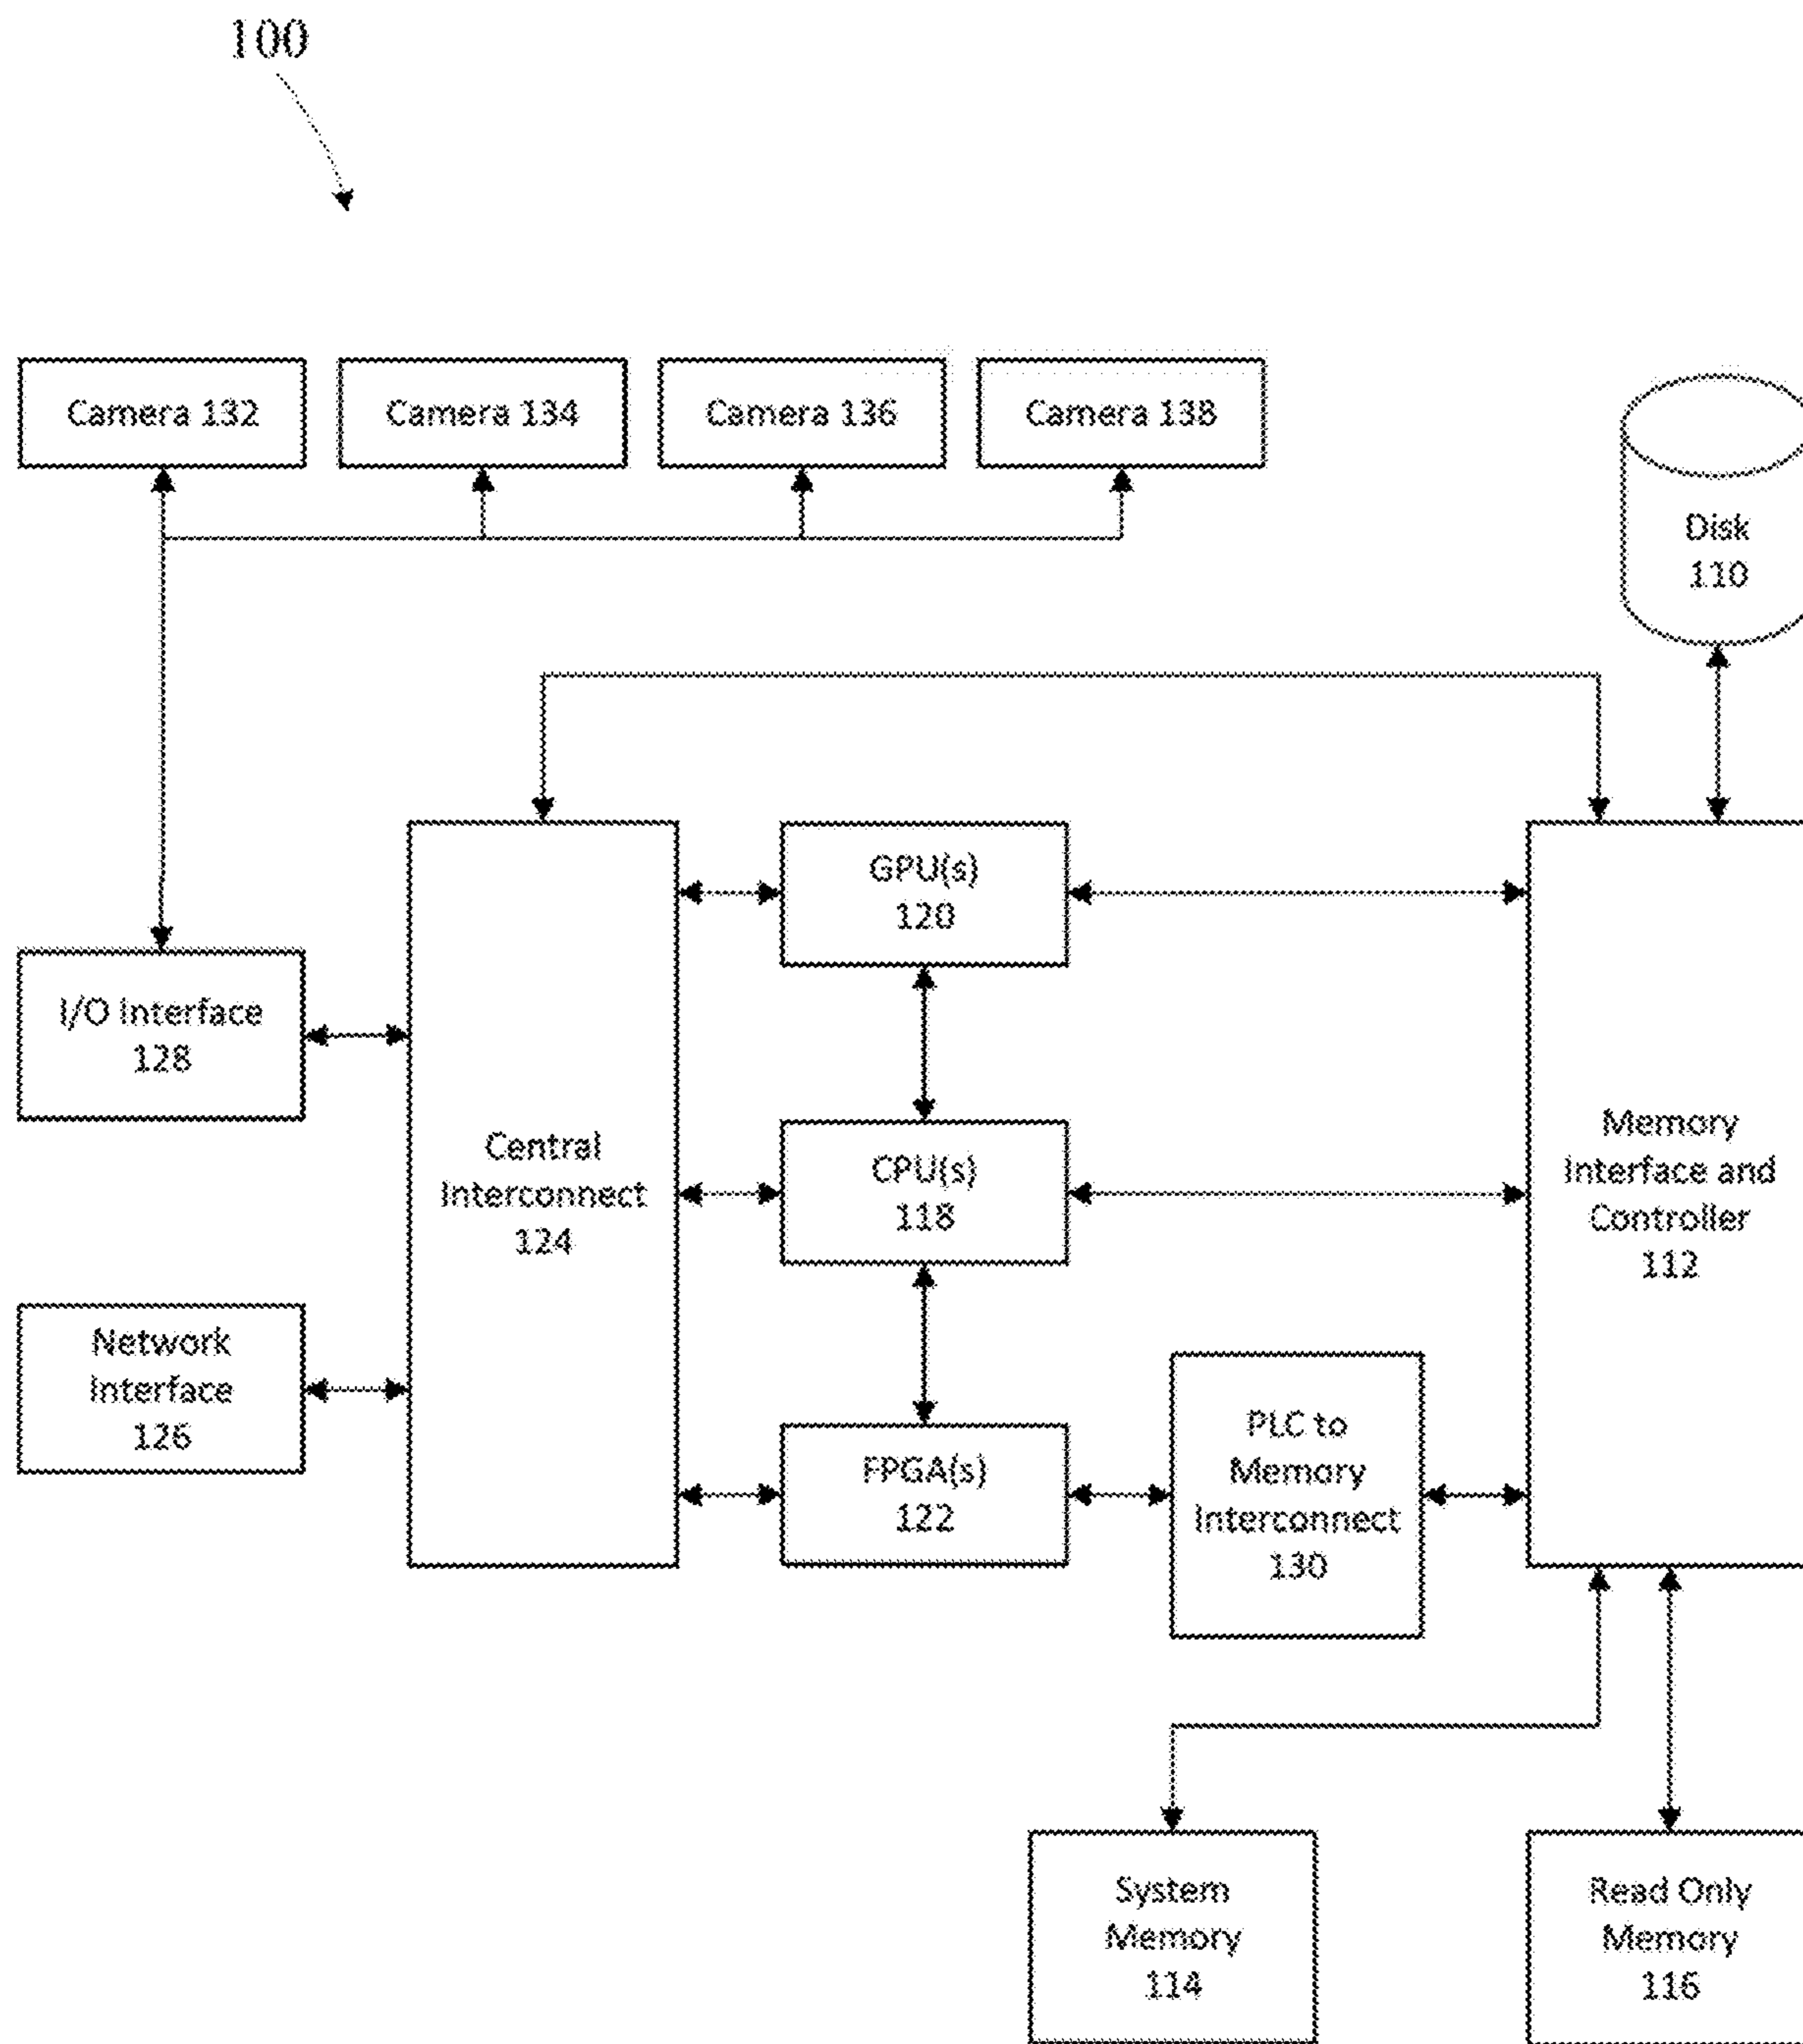 100
Camera 132
Camera 134
Camera 136
Camera 138
Disk
110
GPU(s)
120
I/O Interface
128
Central
Interconnect
124
CPU(s)
118
Memory
Interface and
Controller
112
Network
Interface
126
FPGA(s)
122
PLC to
Memory
Interconnect
130
System
Memory
114
Read Only
Memory
116